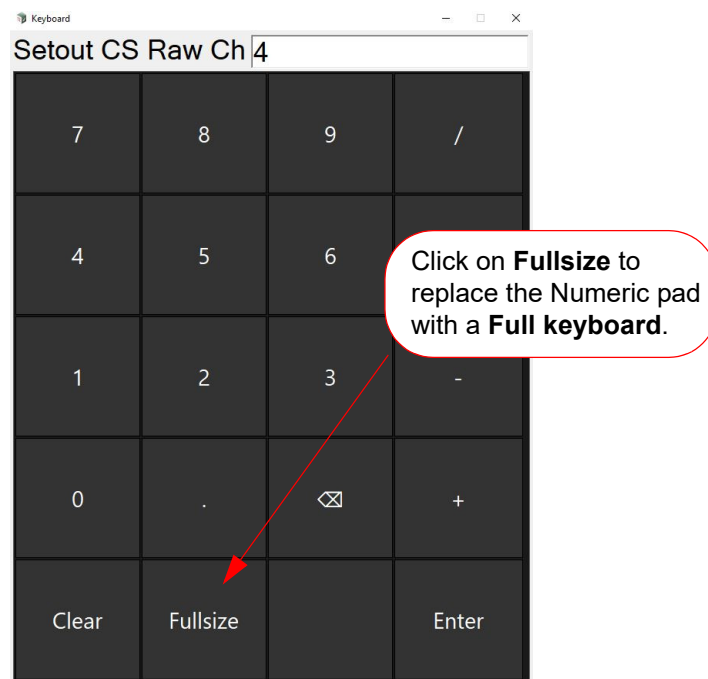 Keyboard
Setout CS Raw Ch 4
7 8 9 /
4 5 6
Click on Fullsize to
replace the Numeric pad
with a Full keyboard.
1 2 3 -
0 . ⌫ +
Clear Fullsize Enter